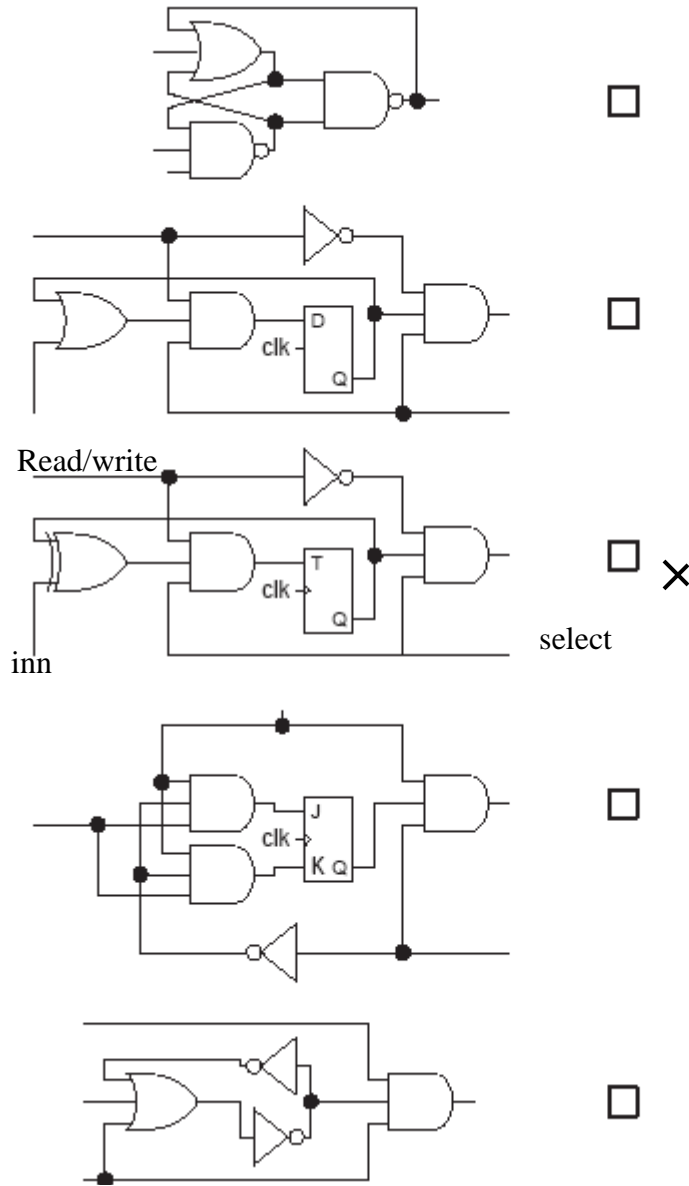 D
clk
Q
Read/write
T
clk
Q
select
inn
J
clk
K Q